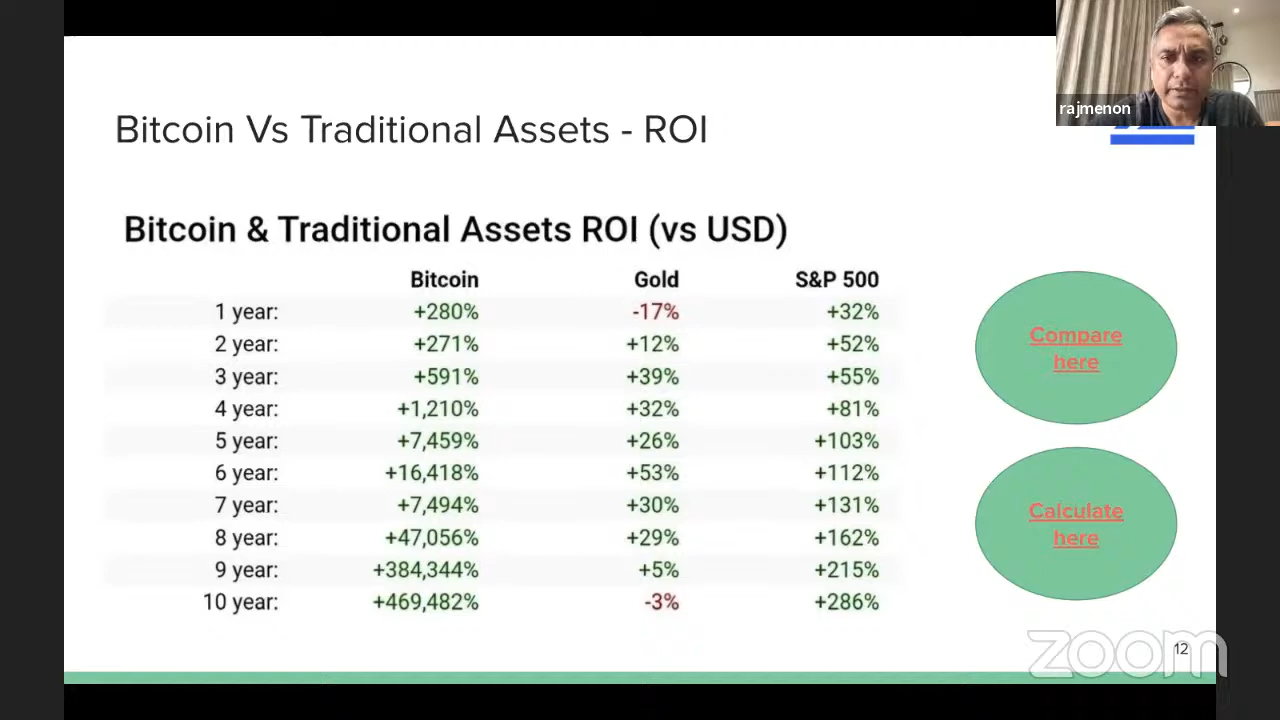 rajmenon
Bitcoin Vs Traditional Assets - ROI
Bitcoin & Traditional Assets ROI (vs USD)
Bitcoin Gold S&P 500
1 year: +280% -17% +32%
2 year: +271% +12% +52%
3 year: +591% +39% +55%
4 year: +1,210% +32% +81%
5 year: +7,459% +26% +103%
6 year: +16,418% +53% +112%
7 year: +7,494% +30% +131%
8 year: +47,056% +29% +162%
9 year: +384,344% +5% +215%
10 year: +469,482% -3% +286%
Compare
here
Calculate
here
zoom
12